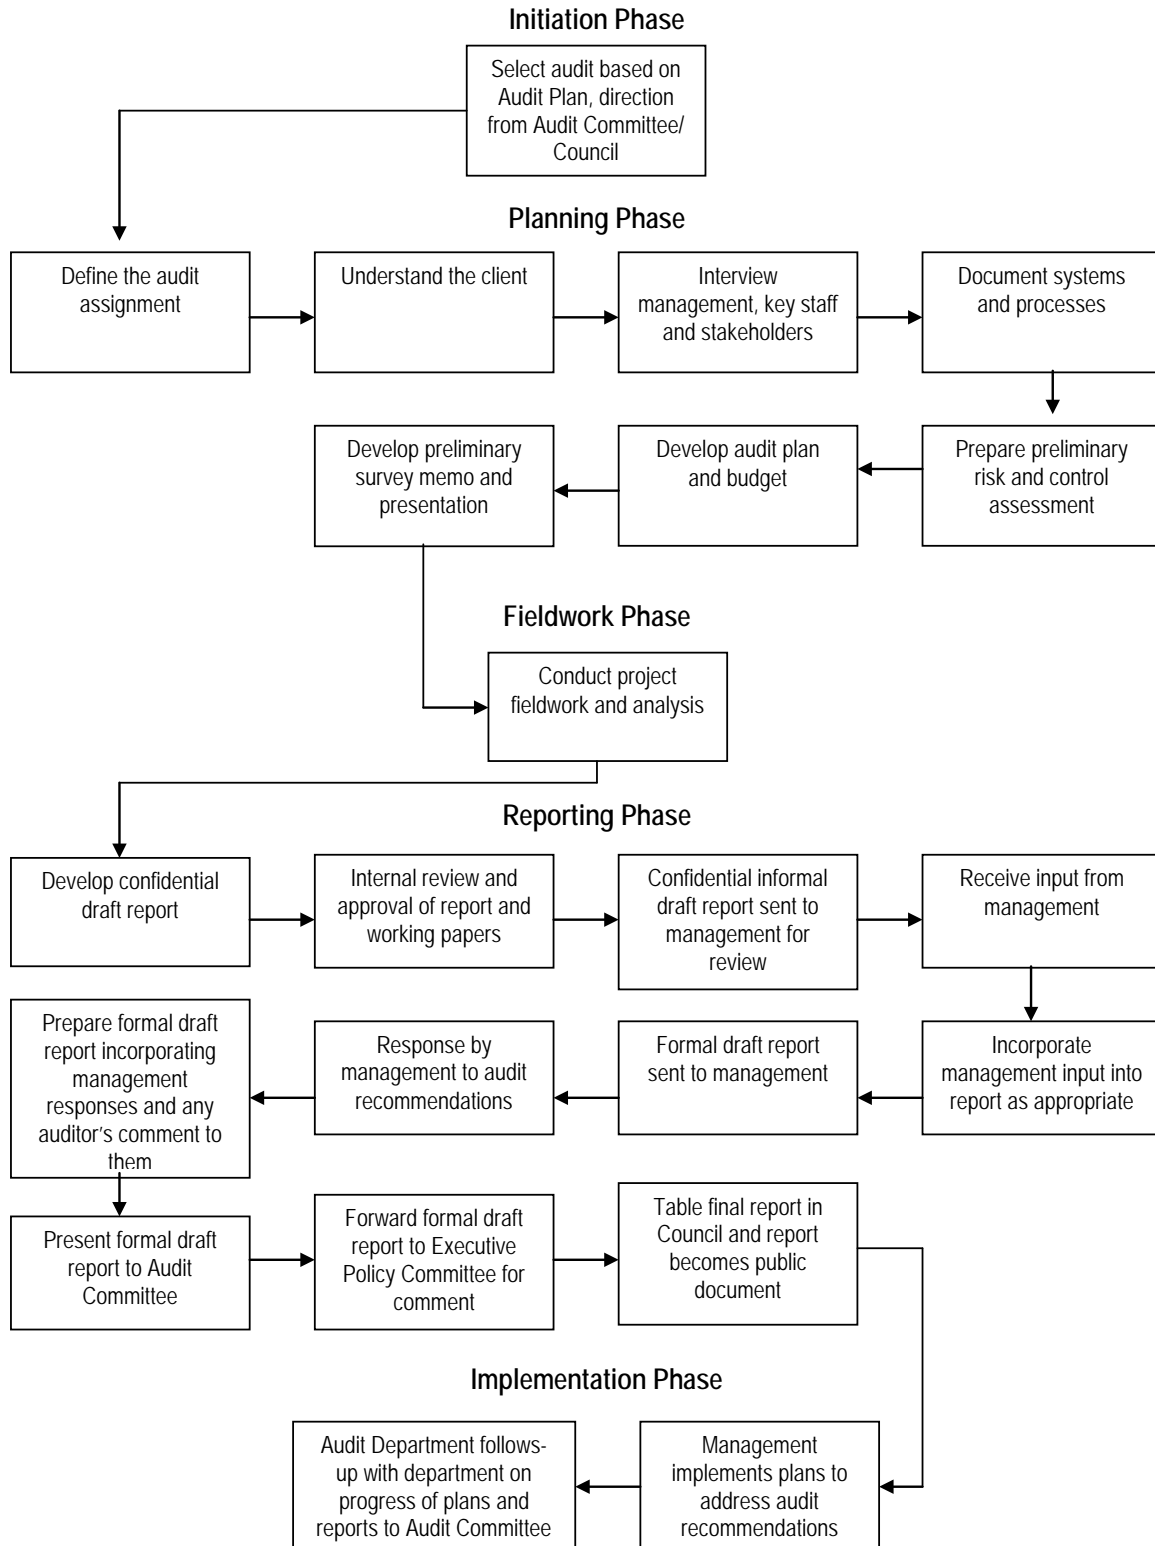 Initiation Phase
Select audit based on
Audit Plan, direction
from Audit Committee/
Council
Planning Phase
Define the audit
assignment
Understand the client
Interview
management, key staff
and stakeholders
Document systems
and processes
Develop preliminary
survey memo and
presentation
Develop audit plan
and budget
Prepare preliminary
risk and control
assessment
Fieldwork Phase
Conduct project
fieldwork and analysis
Reporting Phase
Develop confidential
draft report
Internal review and
approval of report and
working papers
Confidential informal
draft report sent to
management for
review
Receive input from
management
Prepare formal draft
report incorporating
management
responses and any
auditor's comment to
them
Response by
management to audit
recommendations
Formal draft report
sent to management
Incorporate
management input into
report as appropriate
Present formal draft
report to Audit
Committee
Forward formal draft
report to Executive
Policy Committee for
comment
Table final report in
Council and report
becomes public
document
Implementation Phase
Audit Department follows-
up with department on
progress of plans and
reports to Audit Committee
Management
implements plans to
address audit
recommendations